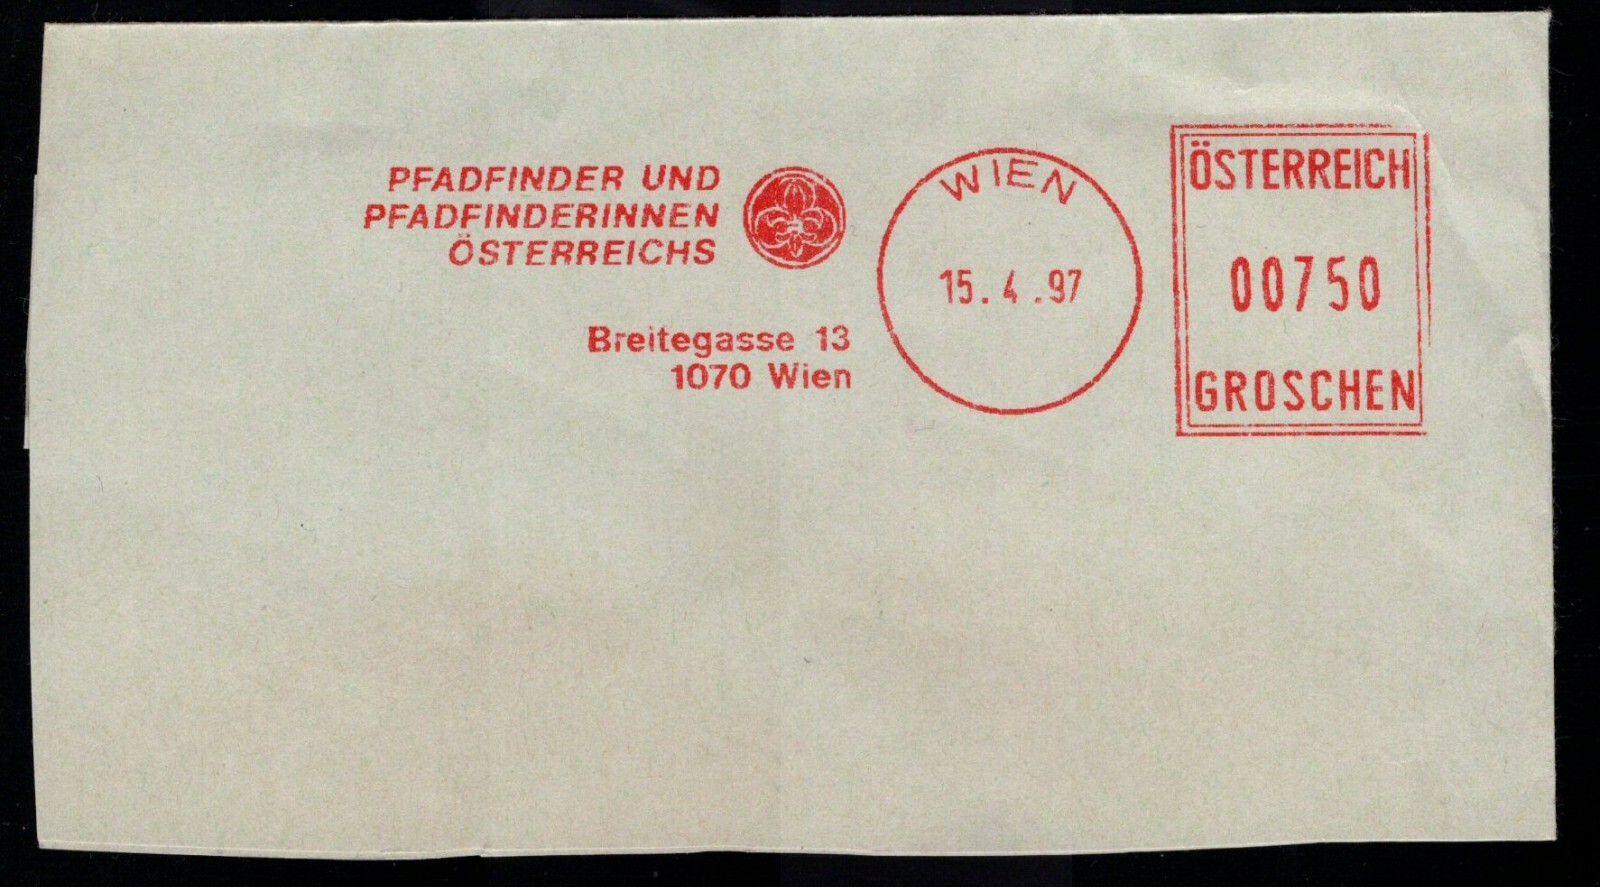 PFADFINDER UND
PFADFINDERINNEN
ÖSTERREICHS
Breitegasse 13
1070 Wien
WIEN
15.4.97
ÖSTERREICH
00750
GROSCHEN